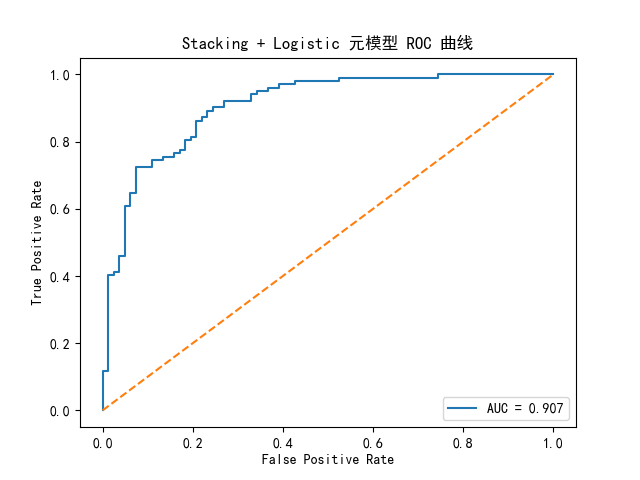 Stacking + Logistic 元模型 ROC 曲线
1.0
0.8
0.6
0.4
0.2
0.0
True Positive Rate
AUC = 0.907
0.0 0.2 0.4 0.6 0.8 1.0
False Positive Rate